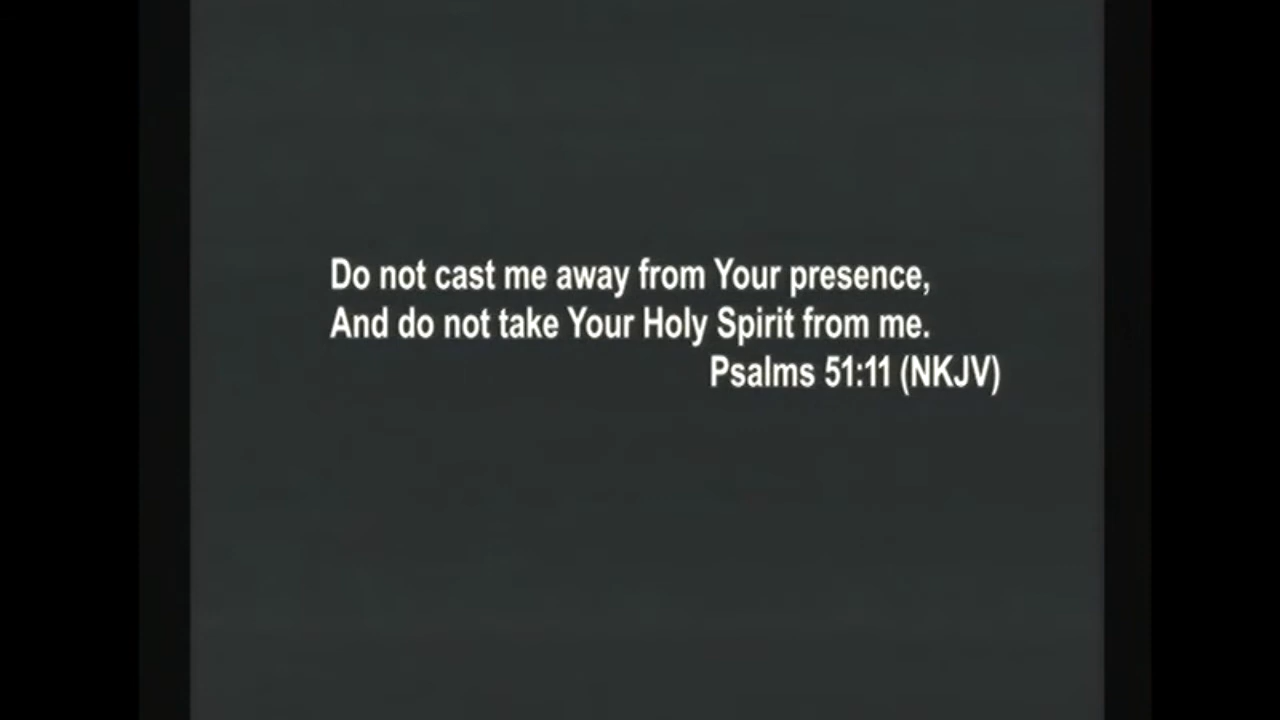 Do not cast me away from Your presence,
And do not take Your Holy Spirit from me.
Psalms 51:11 (NKJV)